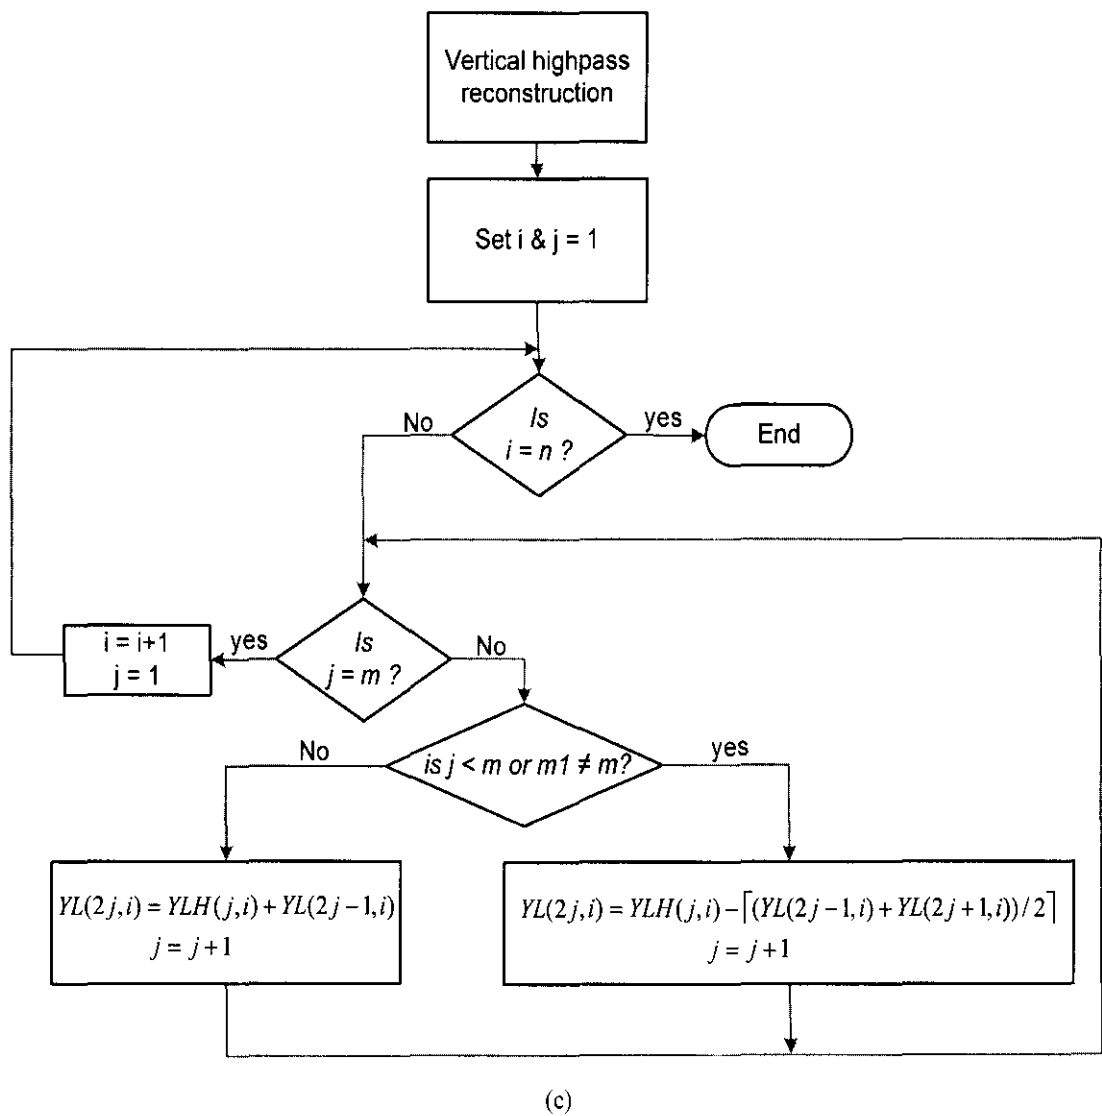 Vertical highpass
reconstruction
Set i & j = 1
Is
i = n ?
No
yes
End
Is
j = m ?
yes
No
i = i+1
j = 1
is j < m or m1 ≠ m?
No
yes
YL(2j,i) = YLH(j,i) + YL(2j−1,i)
j = j+1
YL(2j,i) = YLH(j,i) − ⌈(YL(2j−1,i) + YL(2j+1,i))/2⌉
j = j+1
(c)